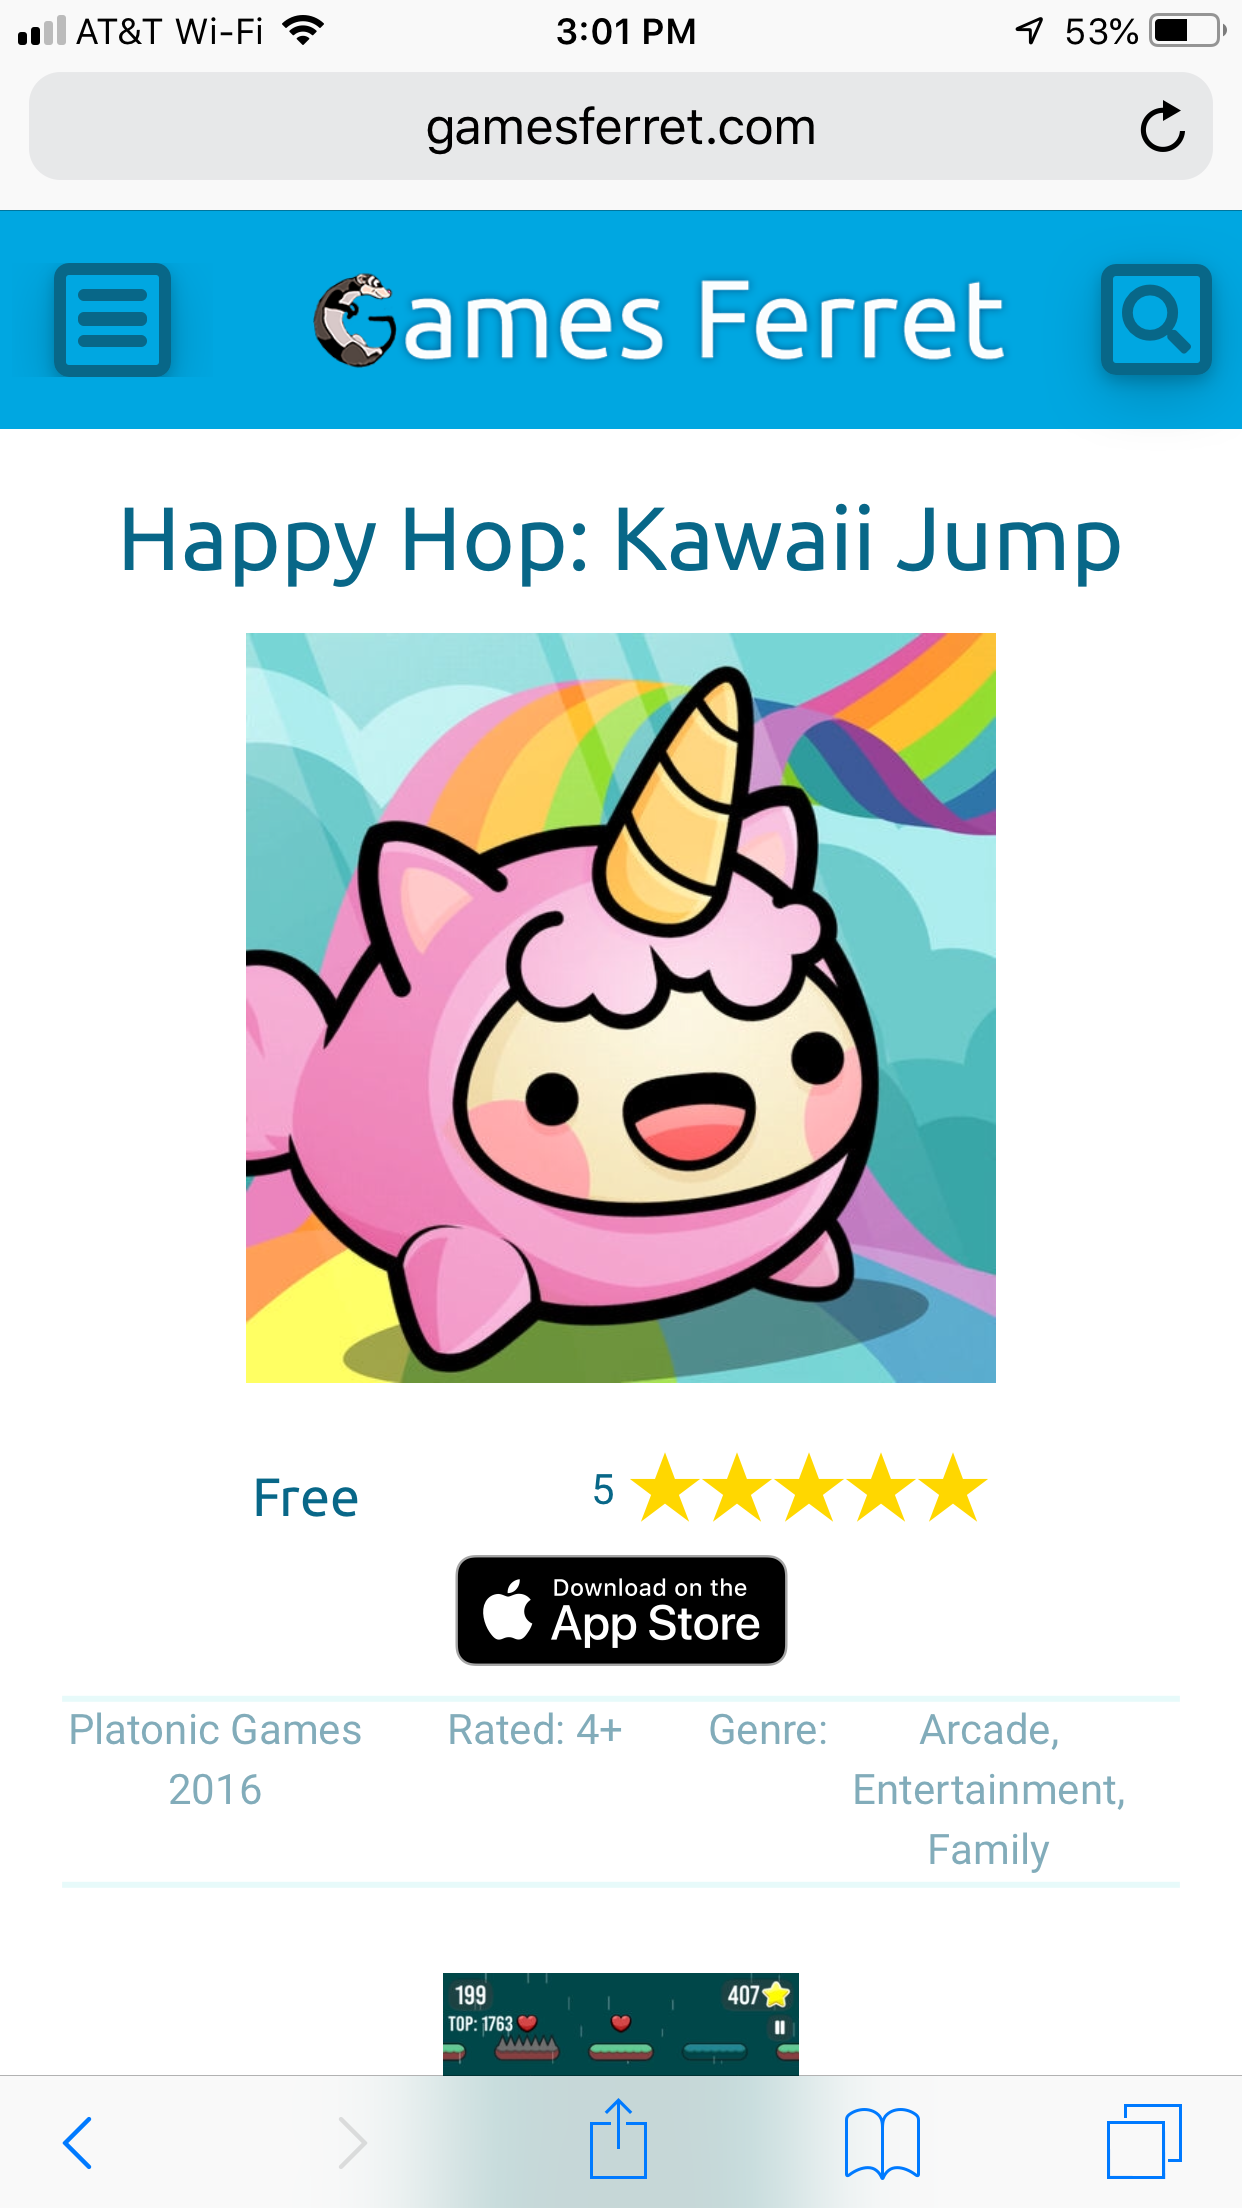 AT&T Wi-Fi 3:01 PM 53%
gamesferret.com
Games Ferret
Happy Hop: Kawaii Jump
Free 5
Download on the
App Store
Platonic Games Rated: 4+ Genre: Arcade,
2016 Entertainment,
Family
199 407
TOP: 1763